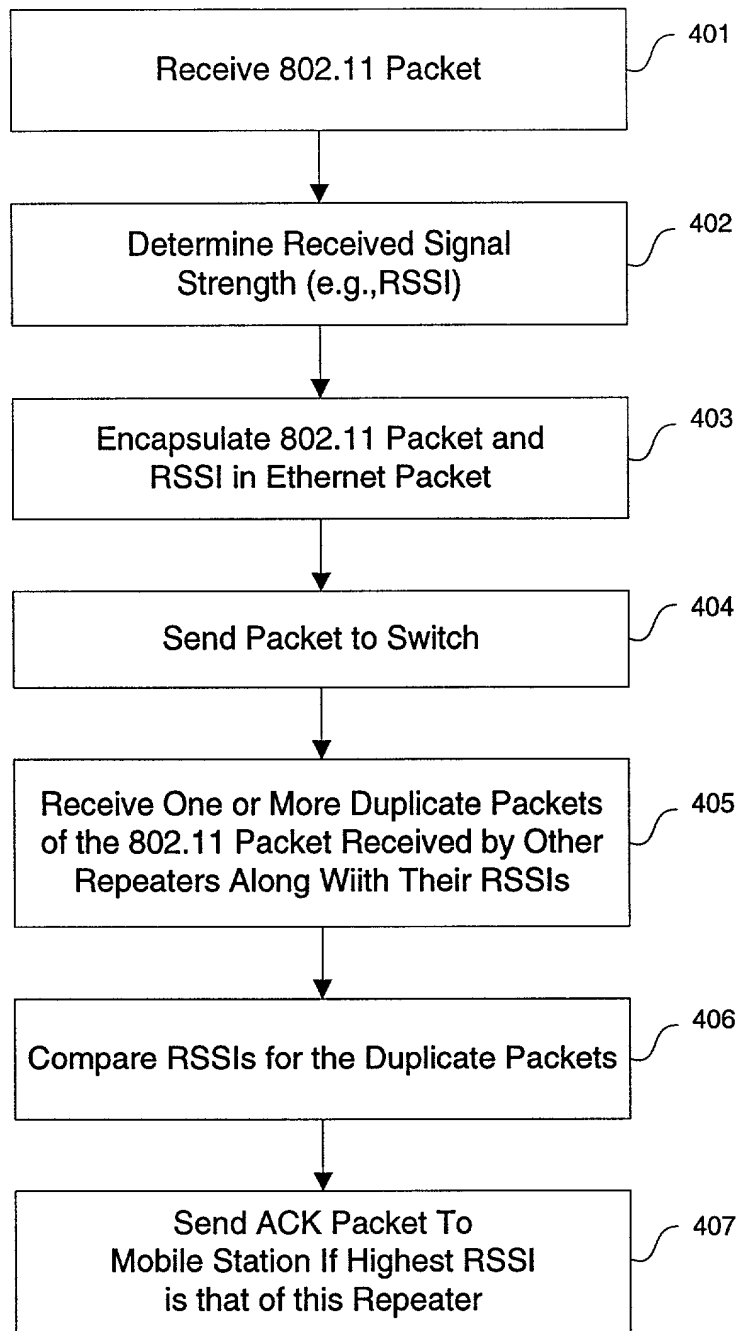 401
Receive 802.11 Packet
402
Determine Received Signal
Strength (e.g.,RSSI)
403
Encapsulate 802.11 Packet and
RSSI in Ethernet Packet
404
Send Packet to Switch
405
Receive One or More Duplicate Packets
of the 802.11 Packet Received by Other
Repeaters Along Wiith Their RSSIs
406
Compare RSSIs for the Duplicate Packets
407
Send ACK Packet To
Mobile Station If Highest RSSI
is that of this Repeater